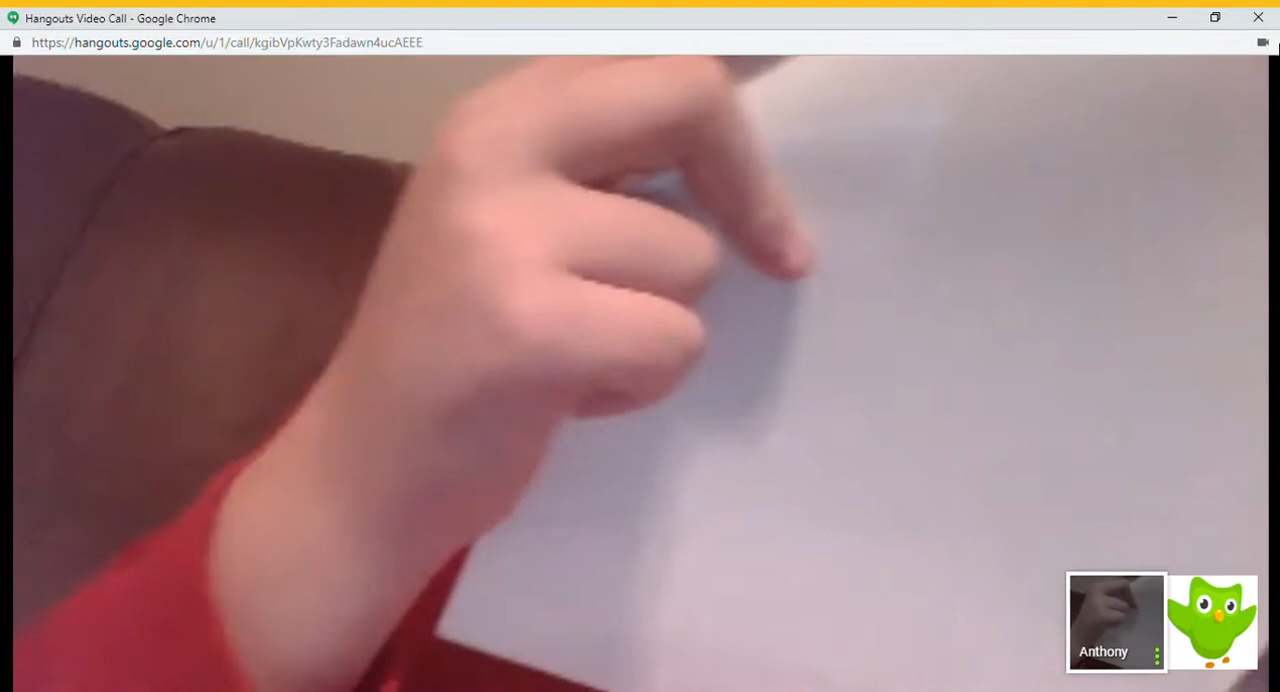 Hangouts Video Call - Google Chrome
https://hangouts.google.com/u/1/call/kgibVpKwty3Fadawn4ucAEEE
Anthony